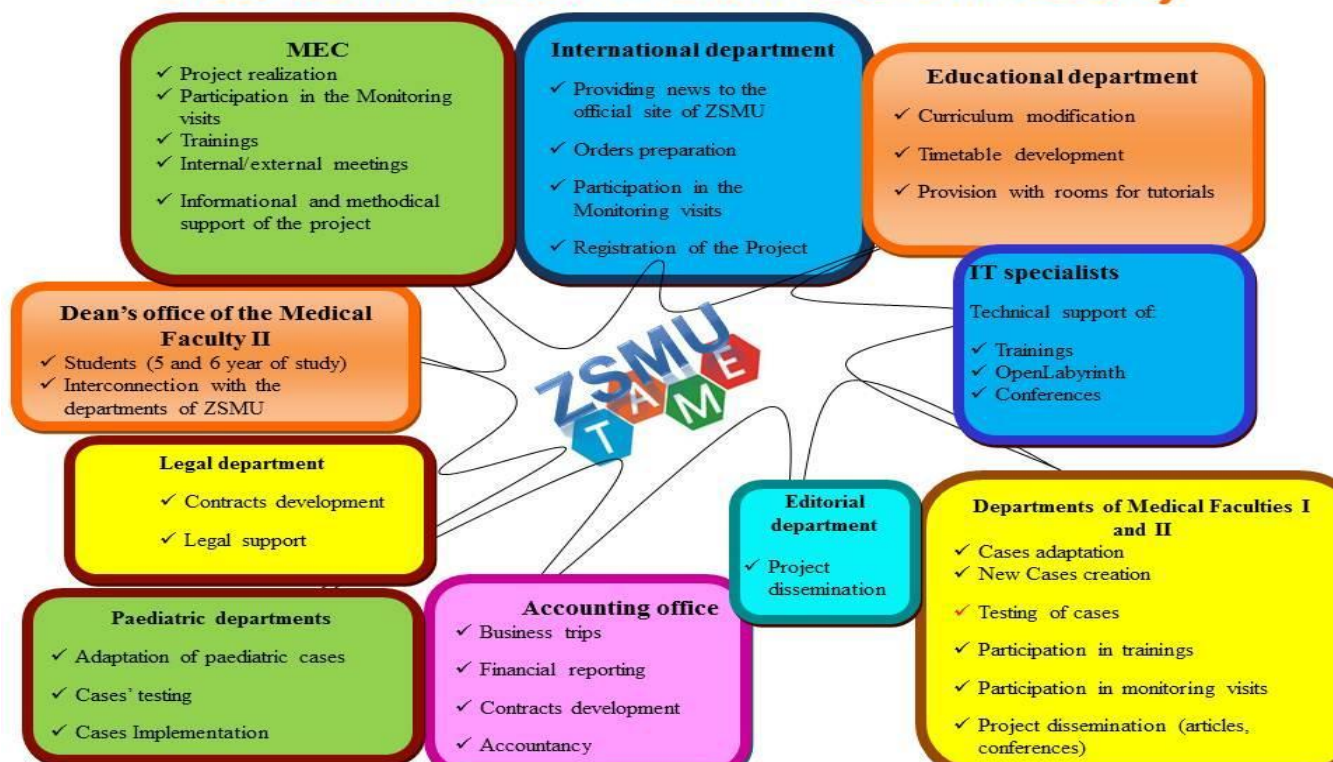 MEC
✓ Project realization
✓ Participation in the Monitoring
visits
✓ Trainings
✓ Internal/external meetings
✓ Informational and methodical
support of the project
International department
✓ Providing news to the
official site of ZSMU
✓ Orders preparation
✓ Participation in the
Monitoring visits
✓ Registration of the Project
Educational department
✓ Curriculum modification
✓ Timetable development
✓ Provision with rooms for tutorials
Dean's office of the Medical
Faculty II
✓ Students (5 and 6 year of study)
✓ Interconnection with the
departments of ZSMU
ZSMU
TAME
IT specialists
Technical support of:
✓ Trainings
✓ OpenLabyrinth
✓ Conferences
Legal department
✓ Contracts development
✓ Legal support
Editorial
department
✓ Project
dissemination
Departments of Medical Faculties I
and II
✓ Cases adaptation
✓ New Cases creation
✓ Testing of cases
✓ Participation in trainings
✓ Participation in monitoring visits
✓ Project dissemination (articles,
conferences)
Paediatric departments
✓ Adaptation of paediatric cases
✓ Cases' testing
✓ Cases Implementation
Accounting office
✓ Business trips
✓ Financial reporting
✓ Contracts development
✓ Accountancy